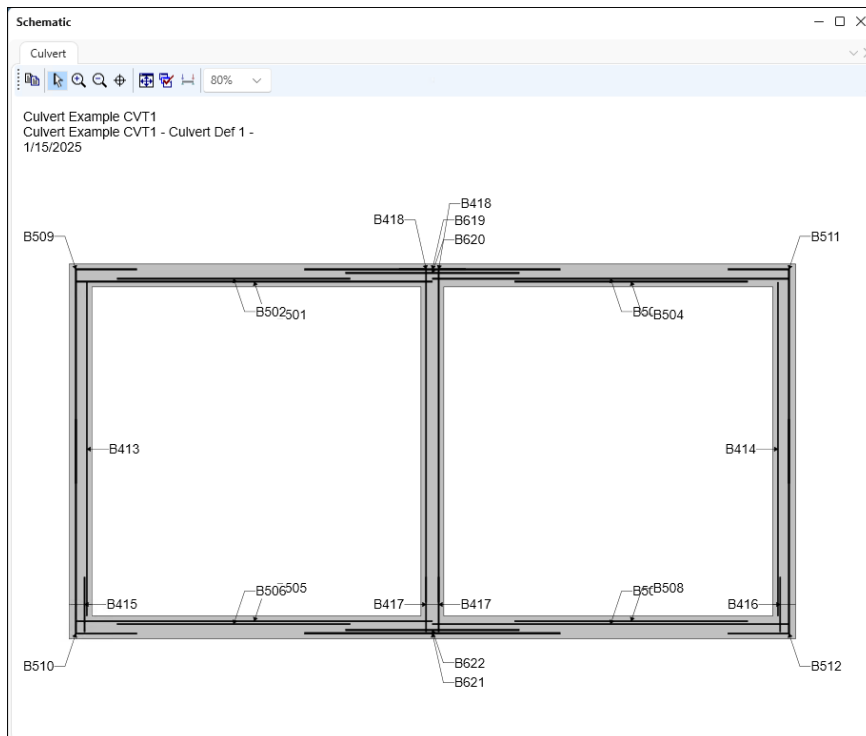 Schematic
Culvert
80%
Culvert Example CVT1
Culvert Example CVT1 - Culvert Def 1 -
1/15/2025
B418
B418
B619
B509
B511
B620
B502
B504
B413
B414
B506
B508
B415
B417
B417
B416
B622
B510
B512
B621